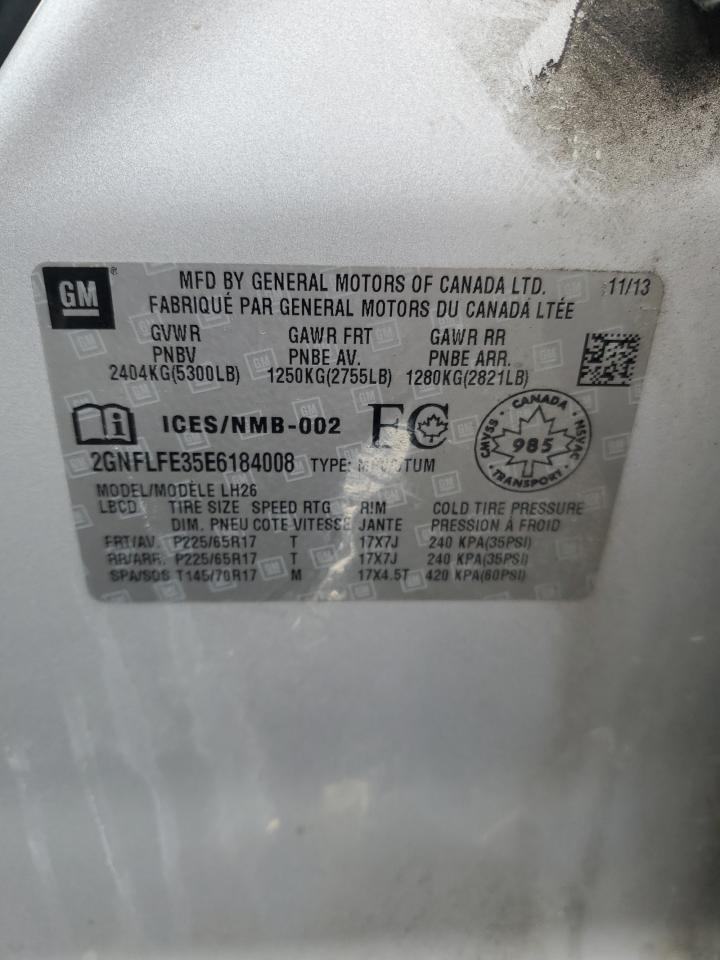 GM
MFD BY GENERAL MOTORS OF CANADA LTD. 11/13
FABRIQUÉ PAR GENERAL MOTORS DU CANADA LTÉE
GVWR GAWR FRT GAWR RR
PNBV PNBE AV. PNBE ARR.
2404KG(5300LB) 1250KG(2755LB) 1280KG(2821LB)
ICES/NMB-002
CANADA
CMVSS 985 NSVAC
TRANSPORT
2GNFLFE35E6184008 TYPE: MPV/VTUM
MODEL/MODÈLE LH26
LBCD TIRE SIZE SPEED RTG RIM COLD TIRE PRESSURE
DIM. PNEU COTE VITESSE JANTE PRESSION À FROID
FRT/AV. P225/65R17 T 17X7J 240 KPA(35PSI)
RR/ARR. P225/65R17 T 17X7J 240 KPA(35PSI)
SPA/SOS T145/70R17 M 17X4.5T 420 KPA(60PSI)